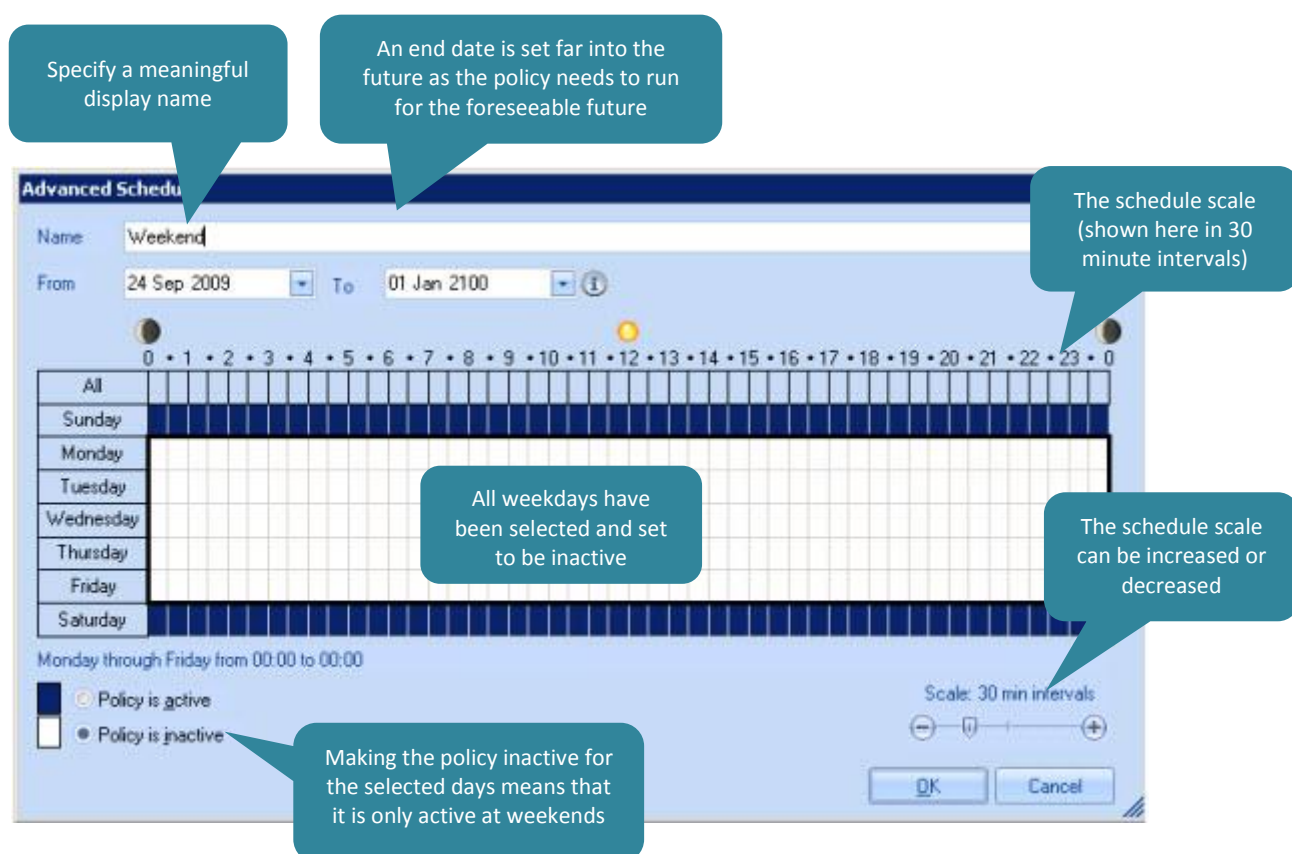 Specify a meaningful
display name
An end date is set far into the
future as the policy needs to run
for the foreseeable future
Advanced Schedu
The schedule scale
(shown here in 30
minute intervals)
Name Weekend
From 24 Sep 2009 To 01 Jan 2100
0 • 1 • 2 • 3 • 4 • 5 • 6 • 7 • 8 • 9 • 10 • 11 • 12 • 13 • 14 • 15 • 16 • 17 • 18 • 19 • 20 • 21 • 22 • 23 • 0
All
Sunday
Monday
Tuesday
Wednesday
Thursday
Friday
Saturday
All weekdays have
been selected and set
to be inactive
The schedule scale
can be increased or
decreased
Monday through Friday from 00:00 to 00:00
Policy is active
Policy is inactive
Scale: 30 min intervals
Making the policy inactive for
the selected days means that
it is only active at weekends
OK Cancel